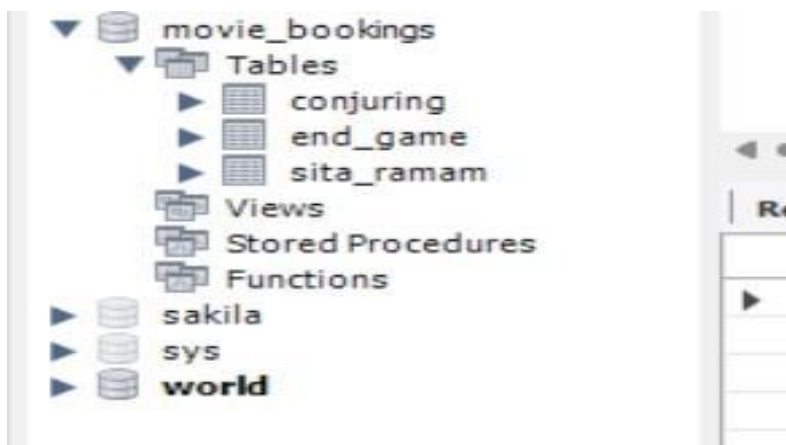 movie_bookings
Tables
conjuring
end_game
sita_ramam
Views
Stored Procedures
Functions
sakila
sys
world